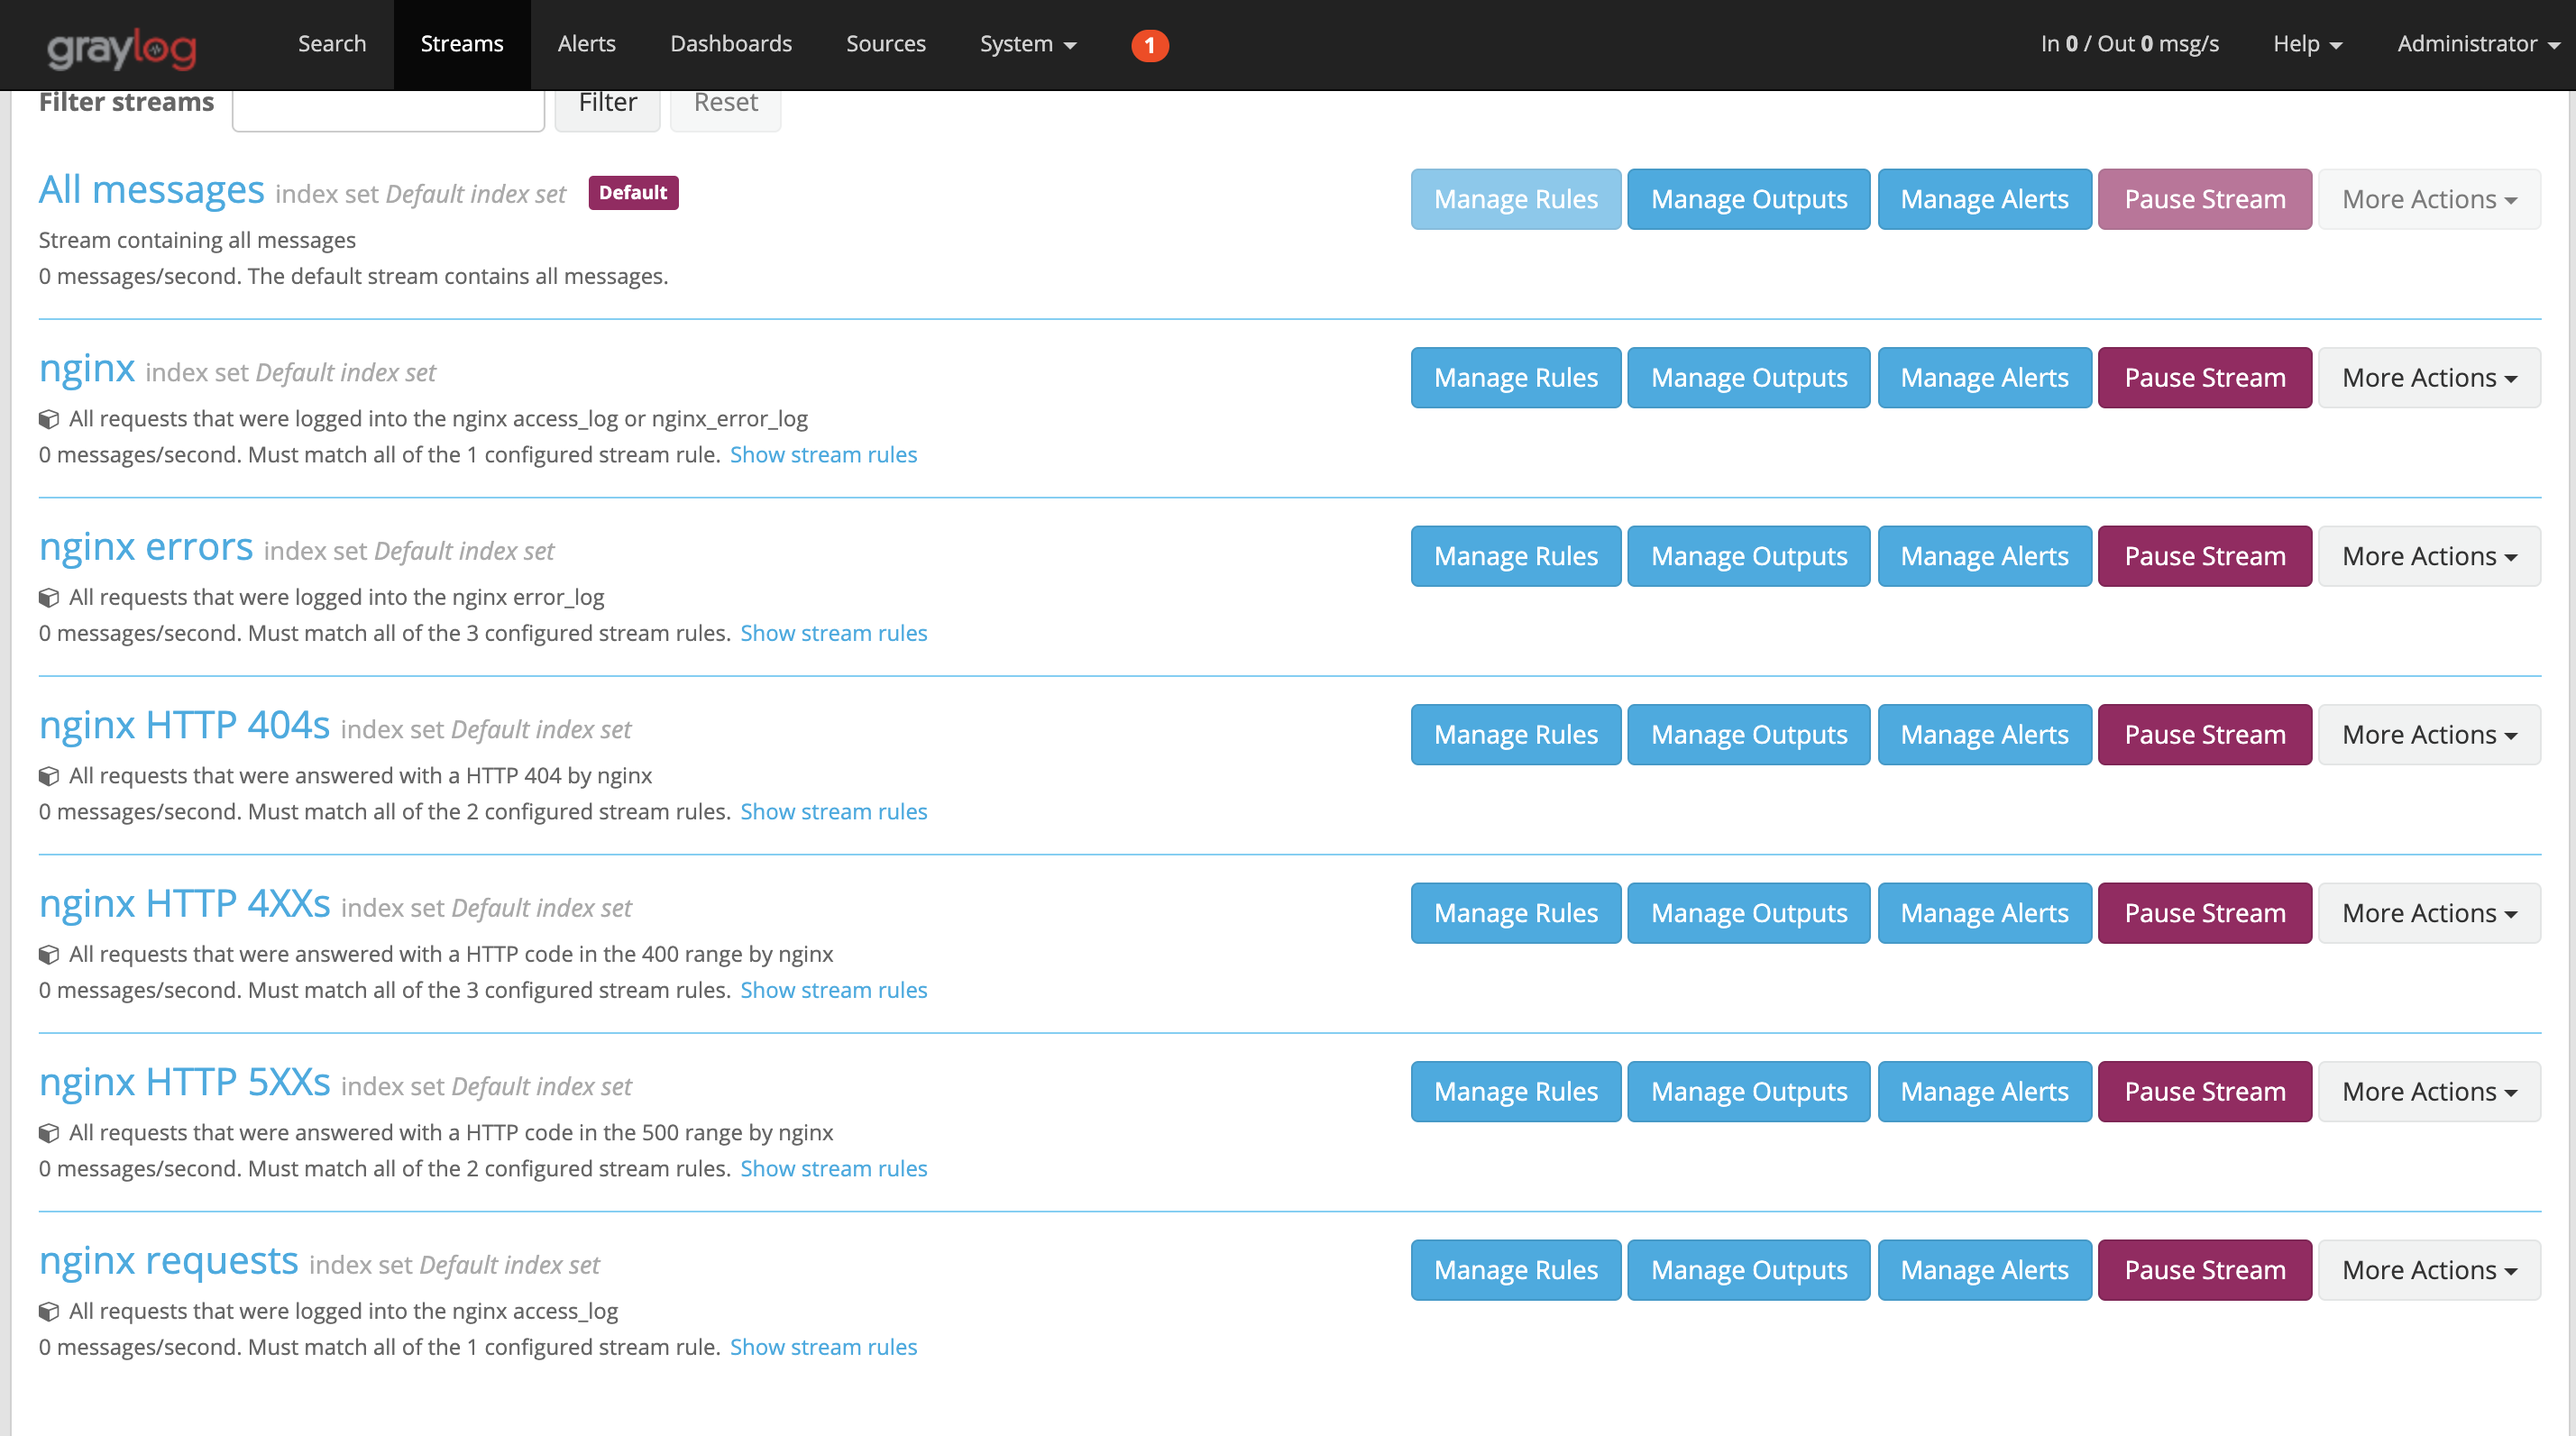 graylog Search Streams Alerts Dashboards Sources System 1 In 0 / Out 0 msg/s Help Administrator
Filter streams Filter Reset
All messages index set Default index set Default Manage Rules Manage Outputs Manage Alerts Pause Stream More Actions
Stream containing all messages
0 messages/second. The default stream contains all messages.
nginx index set Default index set Manage Rules Manage Outputs Manage Alerts Pause Stream More Actions
All requests that were logged into the nginx access_log or nginx_error_log
0 messages/second. Must match all of the 1 configured stream rule. Show stream rules
nginx errors index set Default index set Manage Rules Manage Outputs Manage Alerts Pause Stream More Actions
All requests that were logged into the nginx error_log
0 messages/second. Must match all of the 3 configured stream rules. Show stream rules
nginx HTTP 404s index set Default index set Manage Rules Manage Outputs Manage Alerts Pause Stream More Actions
All requests that were answered with a HTTP 404 by nginx
0 messages/second. Must match all of the 2 configured stream rules. Show stream rules
nginx HTTP 4XXs index set Default index set Manage Rules Manage Outputs Manage Alerts Pause Stream More Actions
All requests that were answered with a HTTP code in the 400 range by nginx
0 messages/second. Must match all of the 3 configured stream rules. Show stream rules
nginx HTTP 5XXs index set Default index set Manage Rules Manage Outputs Manage Alerts Pause Stream More Actions
All requests that were answered with a HTTP code in the 500 range by nginx
0 messages/second. Must match all of the 2 configured stream rules. Show stream rules
nginx requests index set Default index set Manage Rules Manage Outputs Manage Alerts Pause Stream More Actions
All requests that were logged into the nginx access_log
0 messages/second. Must match all of the 1 configured stream rule. Show stream rules